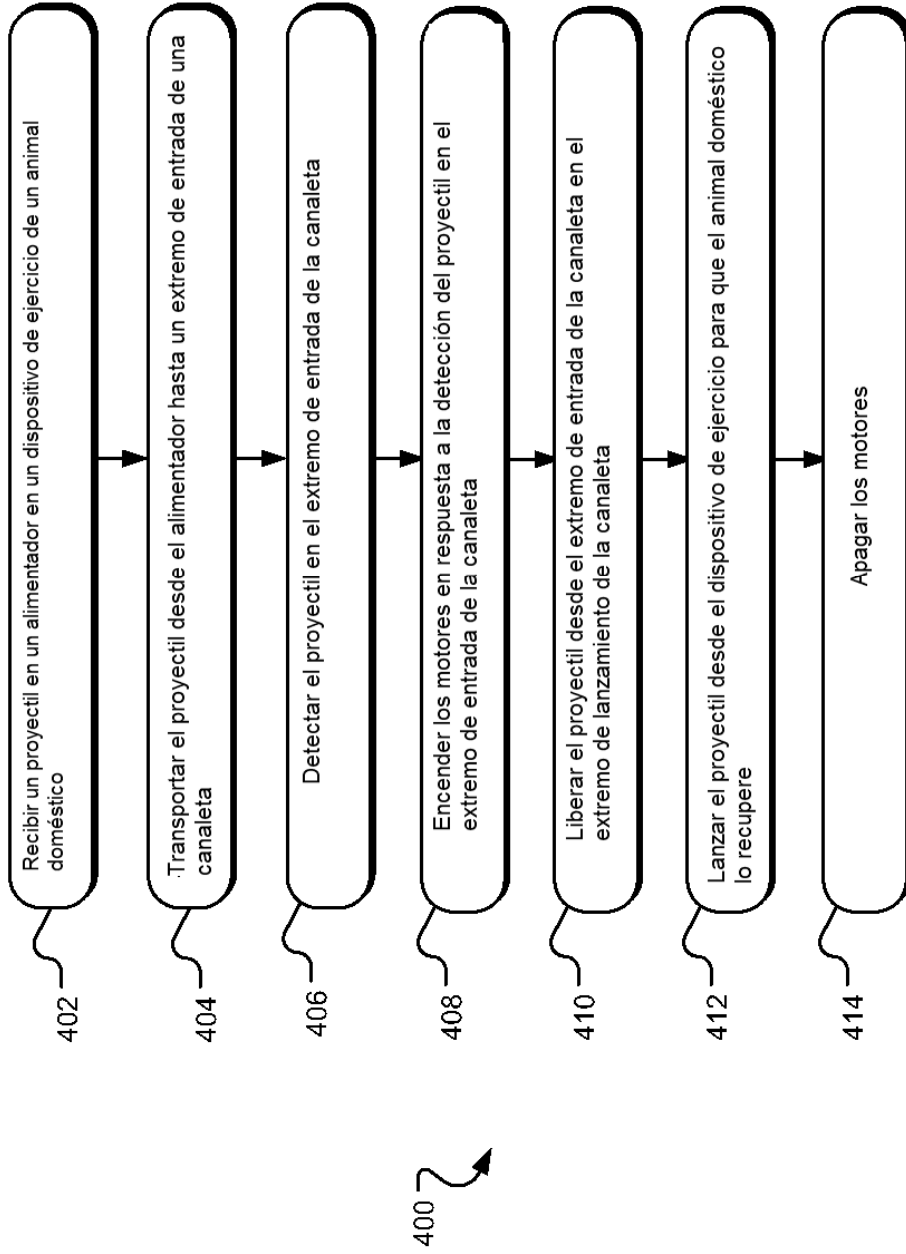 Recibir un proyectil en un alimentador en un dispositivo de ejercicio de un animal
doméstico
402
Transportar el proyectil desde el alimentador hasta un extremo de entrada de una
canaleta
404
Detectar el proyectil en el extremo de entrada de la canaleta
406
Encender los motores en respuesta a la detección del proyectil en el
extremo de entrada de la canaleta
408
Liberar el proyectil desde el extremo de entrada de la canaleta en el
extremo de lanzamiento de la canaleta
410
Lanzar el proyectil desde el dispositivo de ejercicio para que el animal doméstico
lo recupere
412
Apagar los motores
414
400